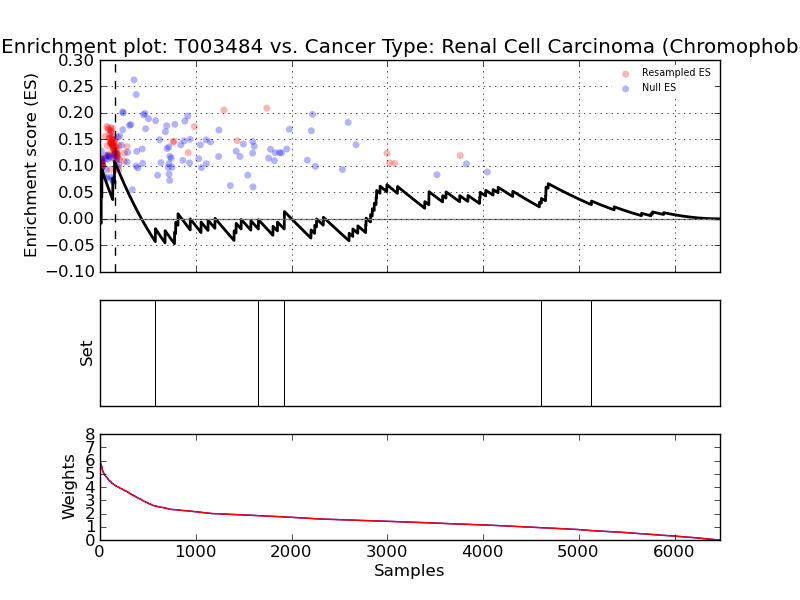 Enrichment plot: T003484 vs. Cancer Type: Renal Cell Carcinoma (Chromophob
0.30
0.25
0.20
0.15
0.10
0.05
0.00
−0.05
−0.10
Enrichment score (ES)
Resampled ES
Null ES
Set
8
7
6
5
4
3
2
1
0
Weights
0 1000 2000 3000 4000 5000 6000
Samples